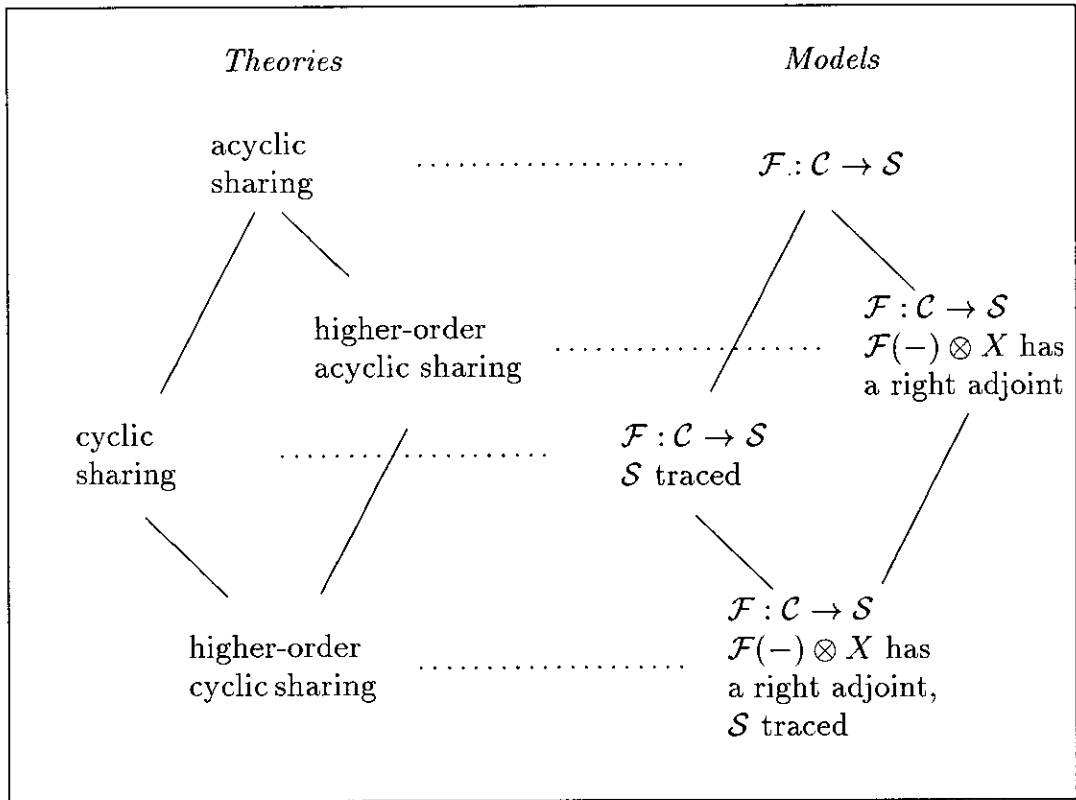 Theories
Models
acyclic
sharing
𝓕 : 𝓒 → 𝓢
higher-order
acyclic sharing
𝓕 : 𝓒 → 𝓢
𝓕(−) ⊗ X has
a right adjoint
cyclic
sharing
𝓕 : 𝓒 → 𝓢
𝓢 traced
higher-order
cyclic sharing
𝓕 : 𝓒 → 𝓢
𝓕(−) ⊗ X has
a right adjoint,
𝓢 traced